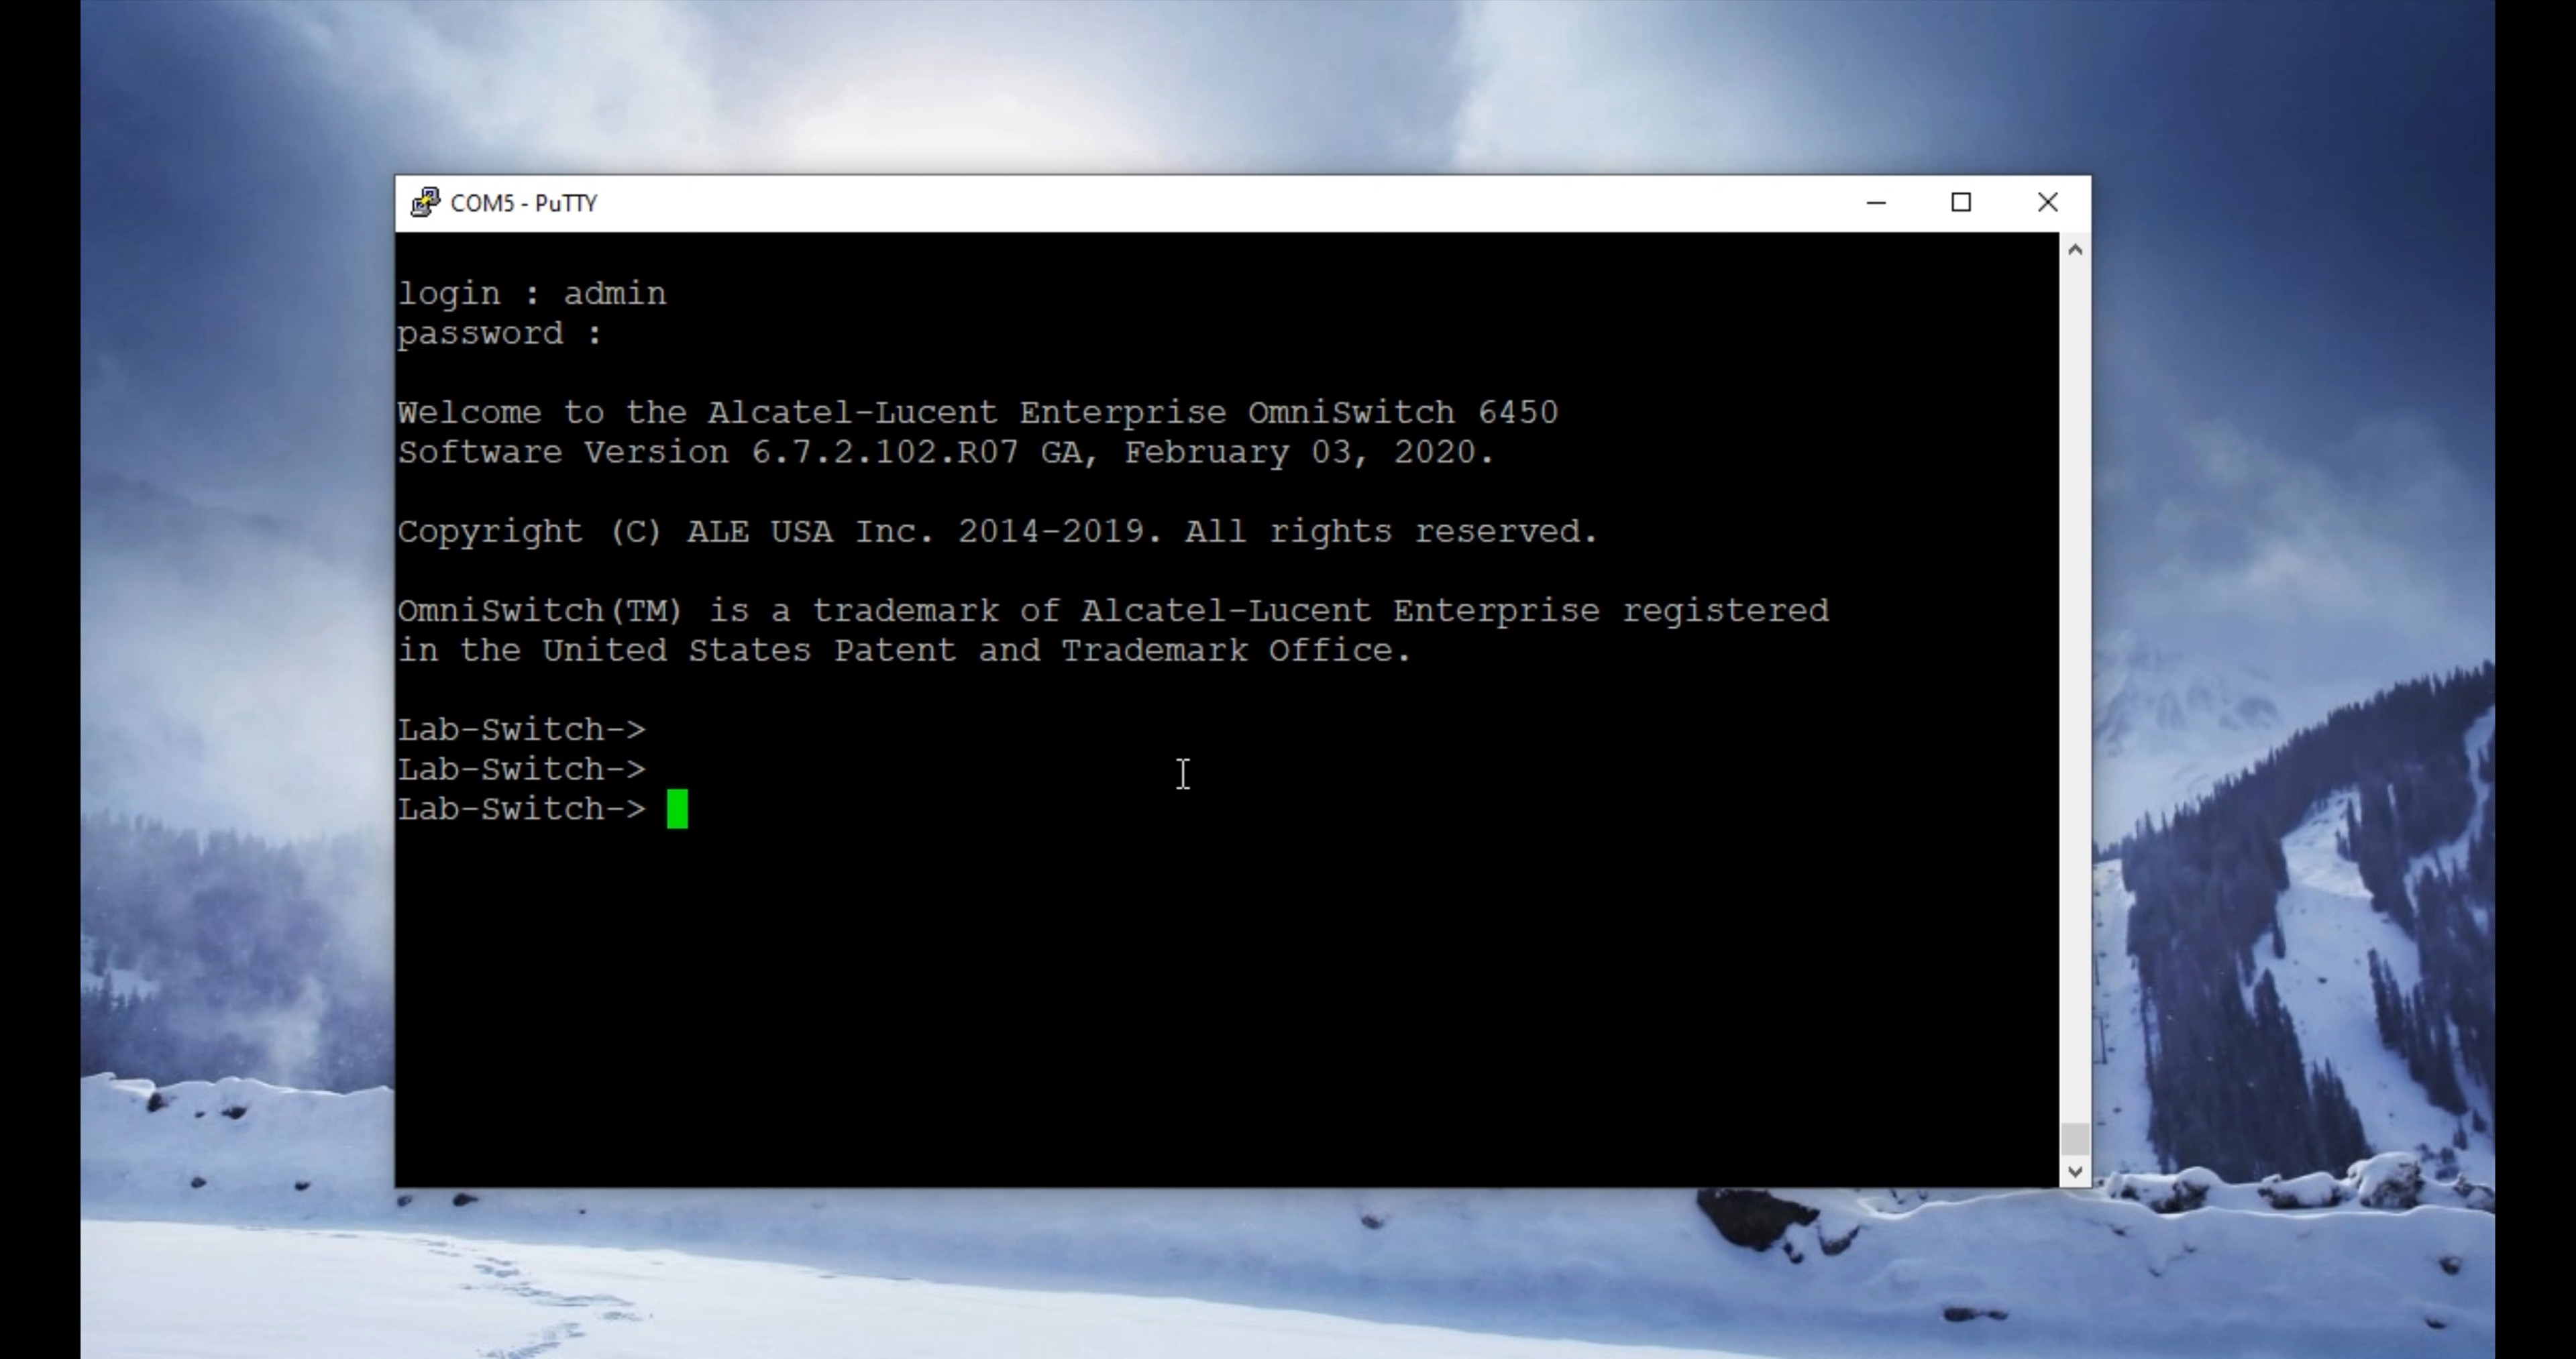 COM5 - PuTTY
login : admin
password :
Welcome to the Alcatel-Lucent Enterprise OmniSwitch 6450
Software Version 6.7.2.102.R07 GA, February 03, 2020.
Copyright (C) ALE USA Inc. 2014-2019. All rights reserved.
OmniSwitch(TM) is a trademark of Alcatel-Lucent Enterprise registered
in the United States Patent and Trademark Office.
Lab-Switch->
Lab-Switch->
Lab-Switch->